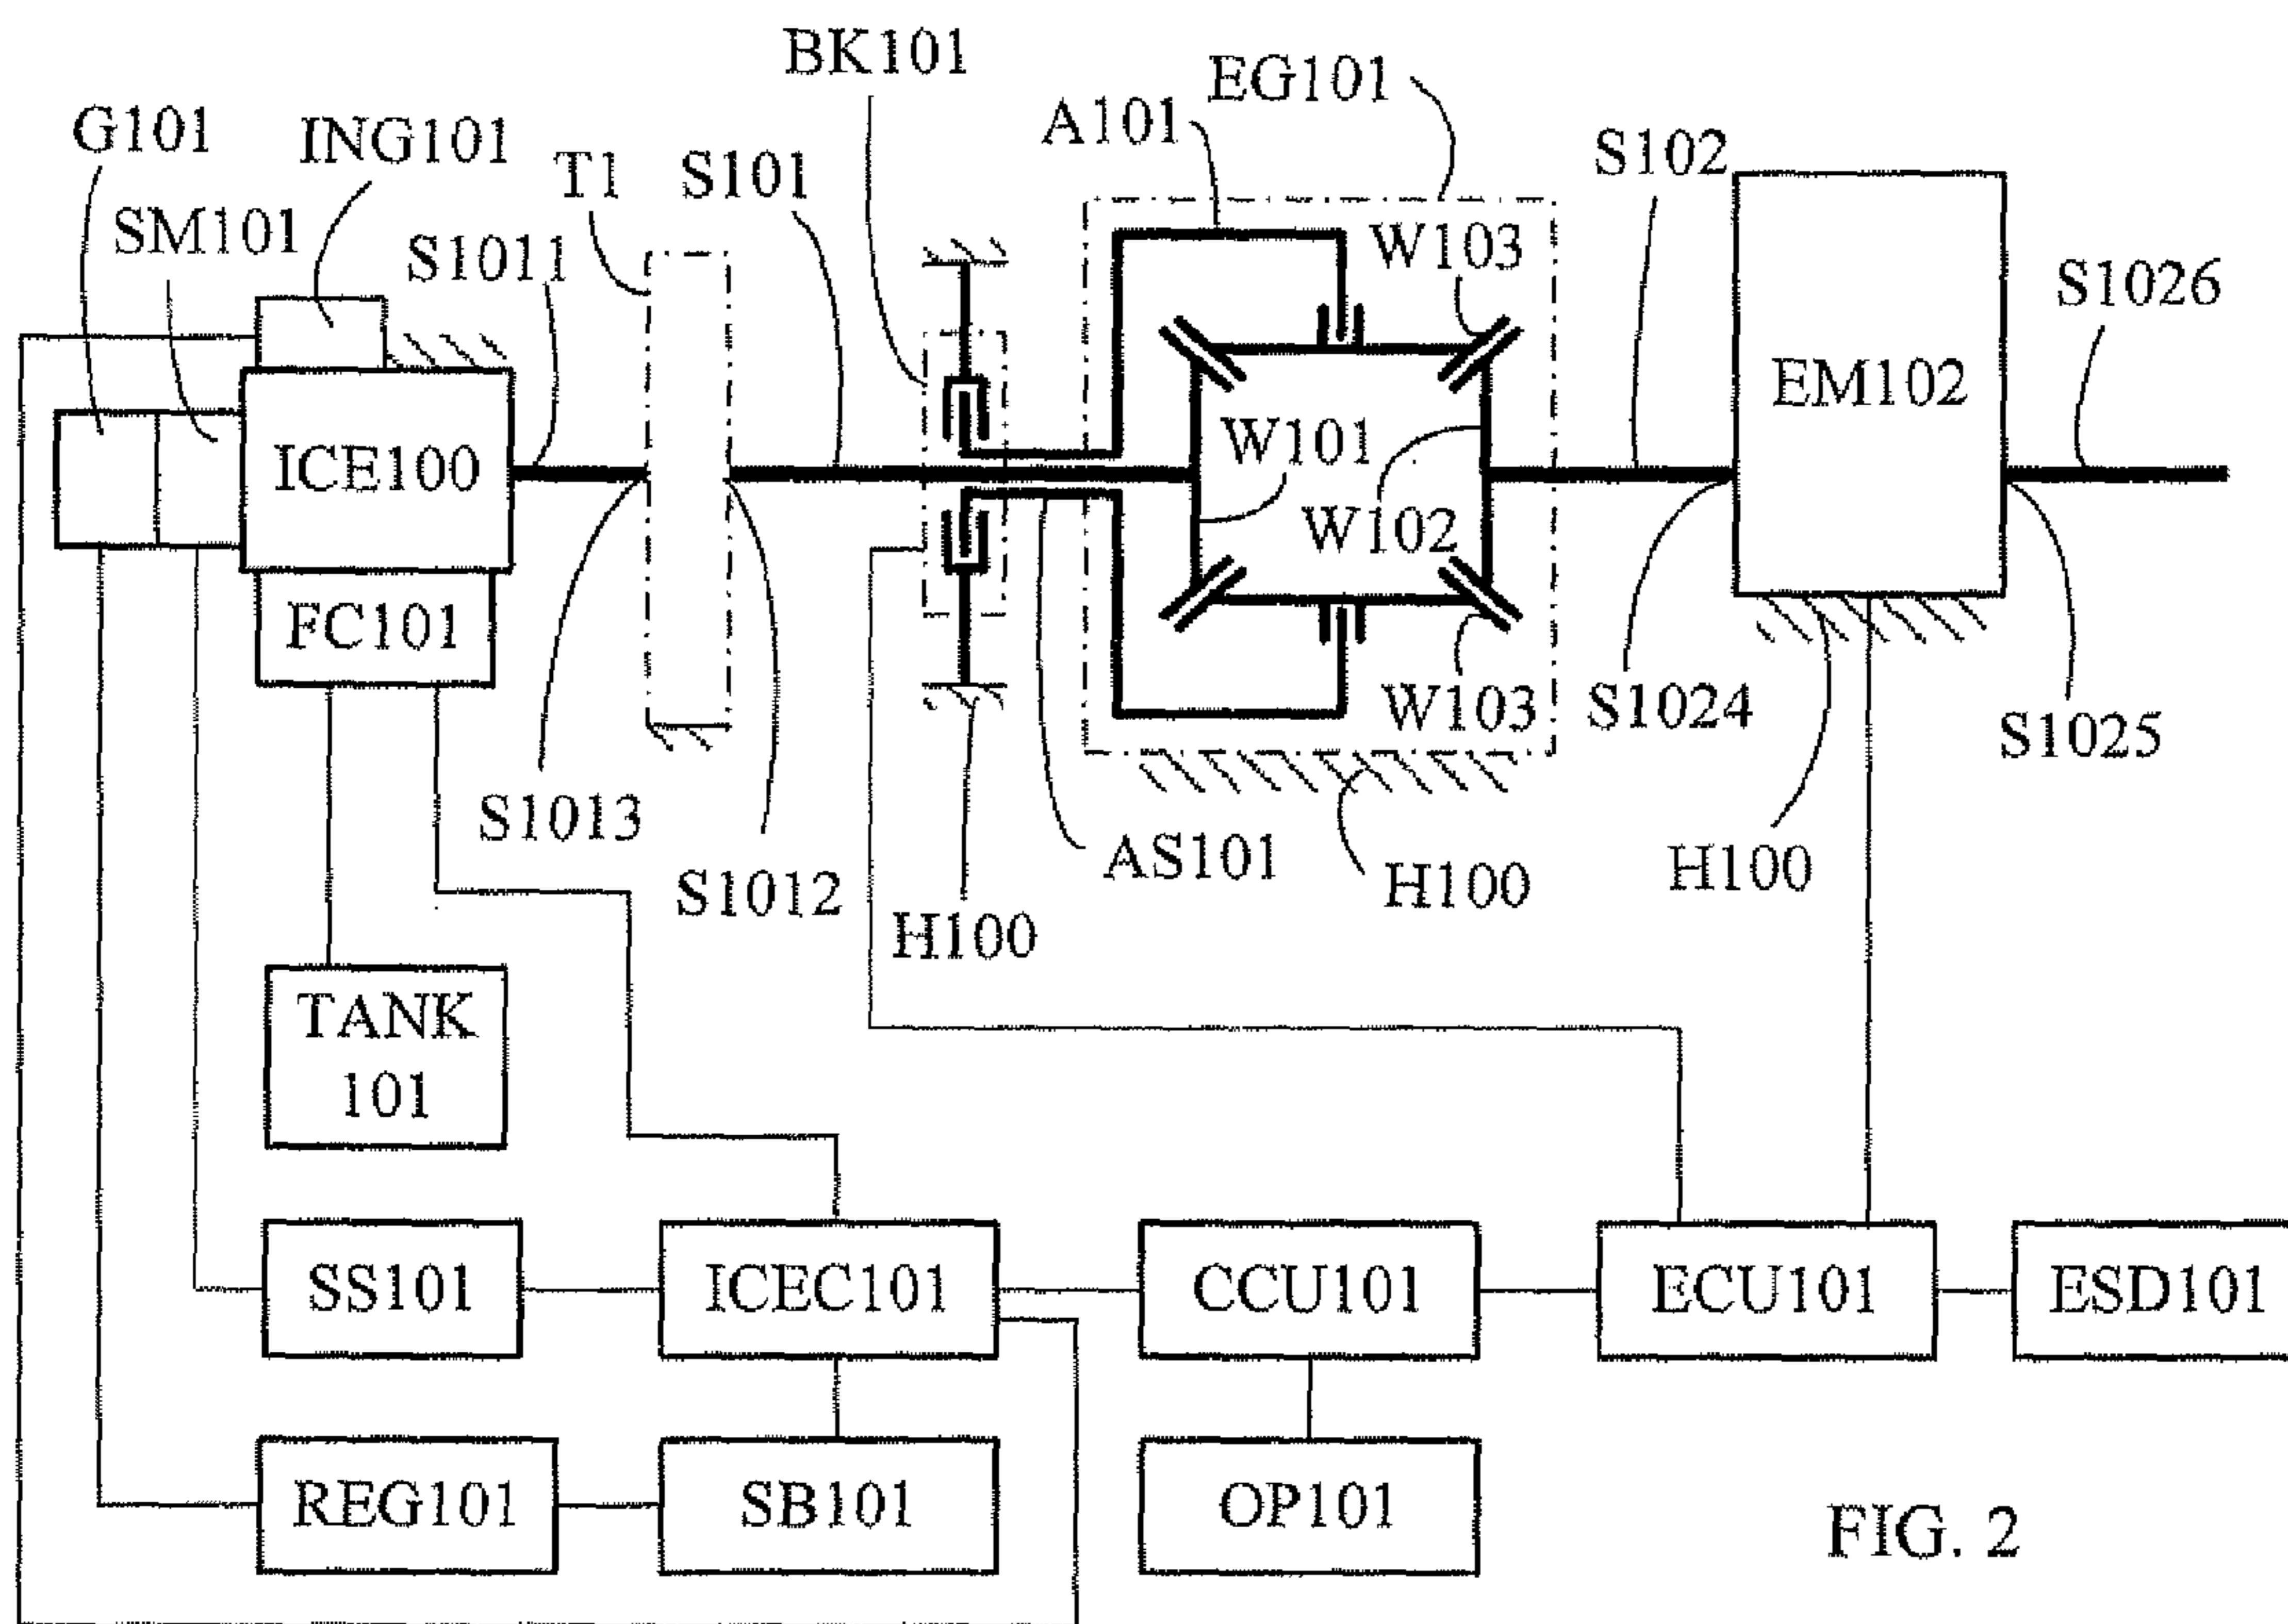 BK101
EG101
G101
ING101
A101
S102
T1
S101
SM101
S1011
W103
S1026
EM102
W101
ICE100
W102
FC101
W103
S1024
S1025
S1013
AS101
H100
H100
S1012
H100
TANK
101
SS101
ICEC101
CCU101
ECU101
ESD101
REG101
SB101
OP101
FIG. 2